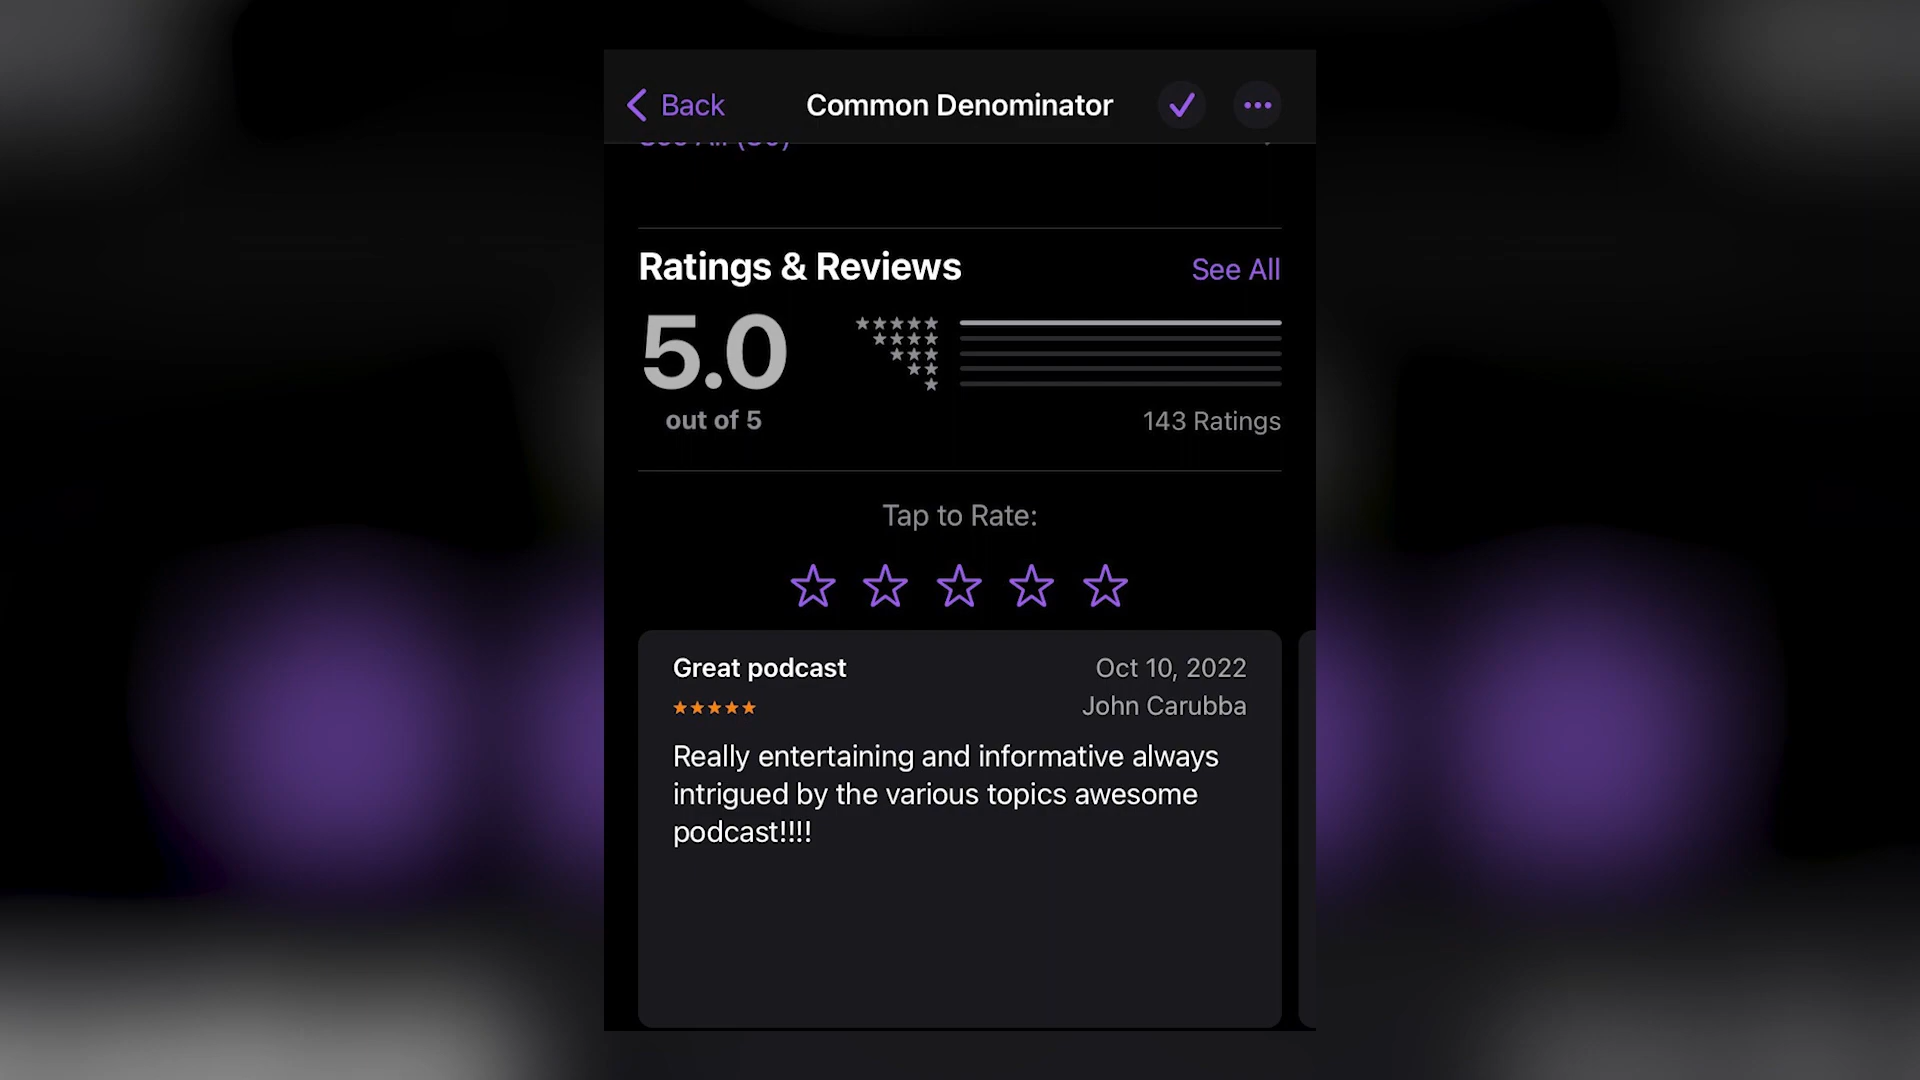 Back
Common Denominator
Ratings & Reviews
See All
5.0
out of 5
143 Ratings
Tap to Rate:
Great podcast
Oct 10, 2022
John Carubba
Really entertaining and informative always
intrigued by the various topics awesome
podcast!!!!